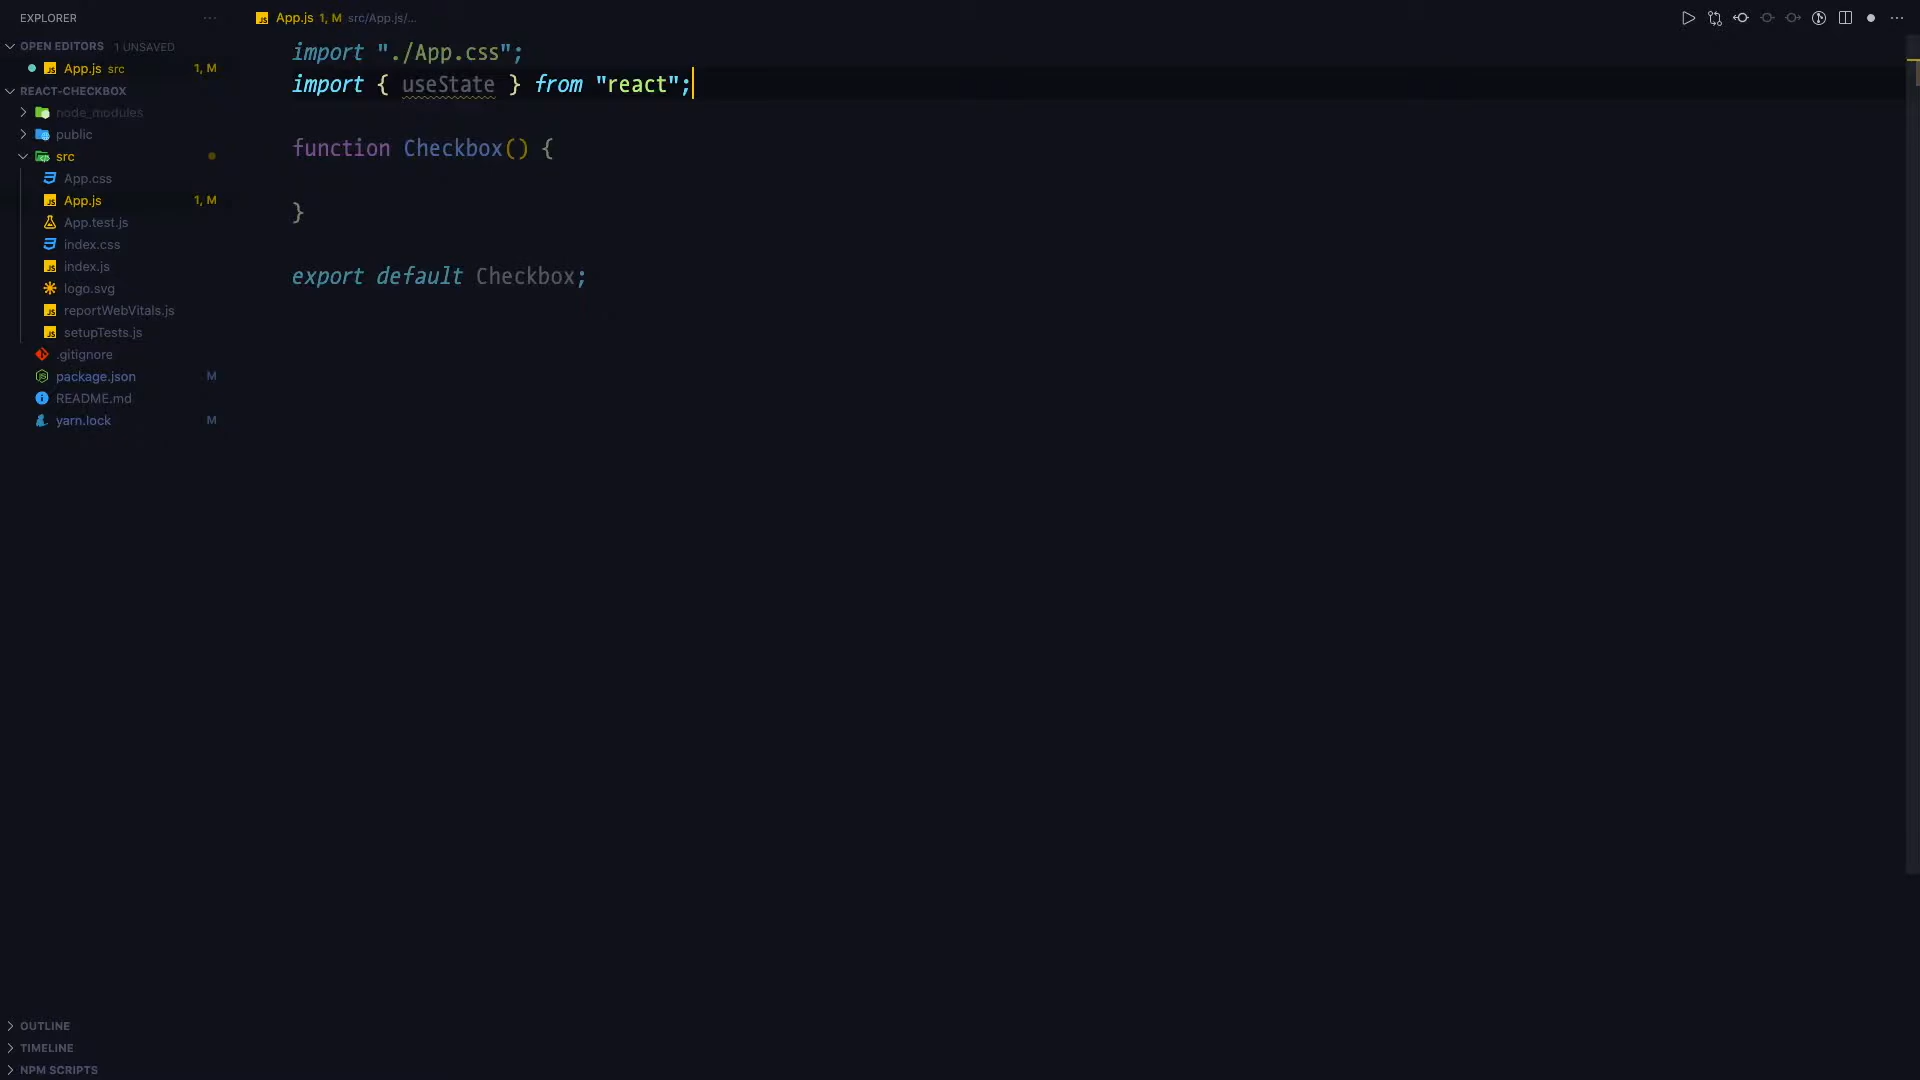 EXPLORER ···
OPEN EDITORS 1 UNSAVED
App.js src 1, M
REACT-CHECKBOX
node_modules
public
src
App.css
App.js 1, M
App.test.js
index.css
index.js
logo.svg
reportWebVitals.js
setupTests.js
.gitignore
package.json M
README.md
yarn.lock M
OUTLINE
TIMELINE
NPM SCRIPTS
App.js 1, M src/App.js/...
import "./App.css";
import { useState } from "react";
function Checkbox() {
}
export default Checkbox;